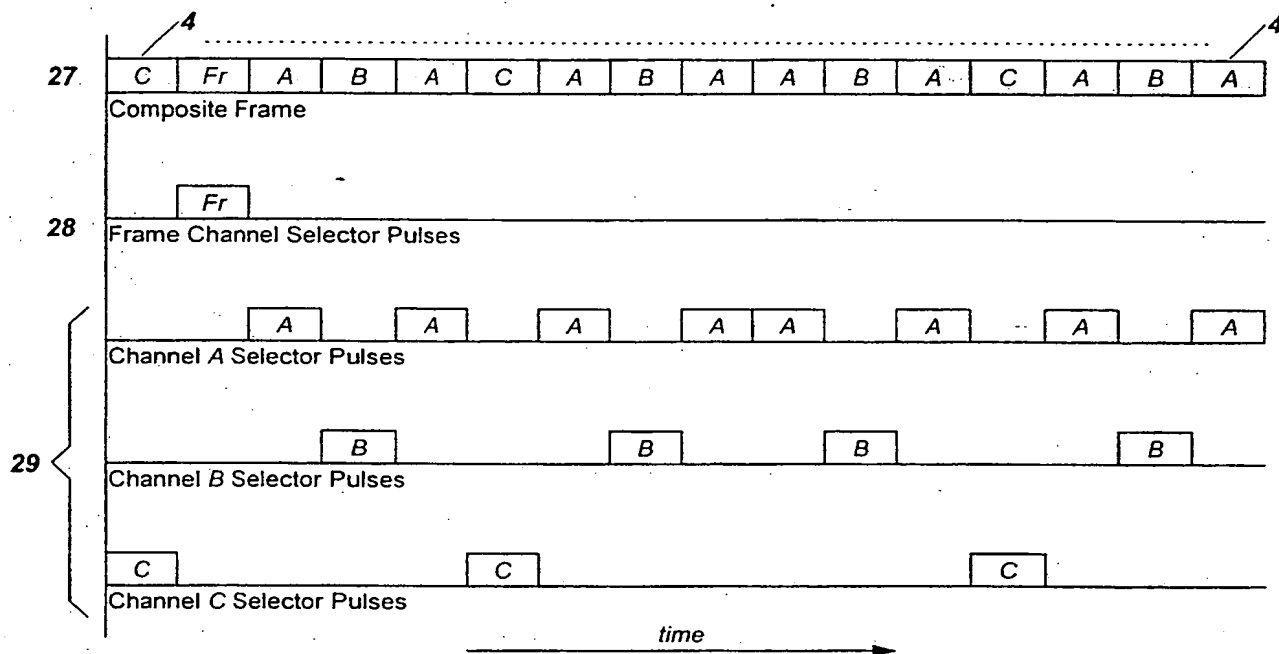 4 4
27 C Fr A B A C A B A A B A C A B A
Composite Frame
Fr
28
Frame Channel Selector Pulses
A A A A A A A A
Channel A Selector Pulses
B B B B
29
Channel B Selector Pulses
C C C
Channel C Selector Pulses
time